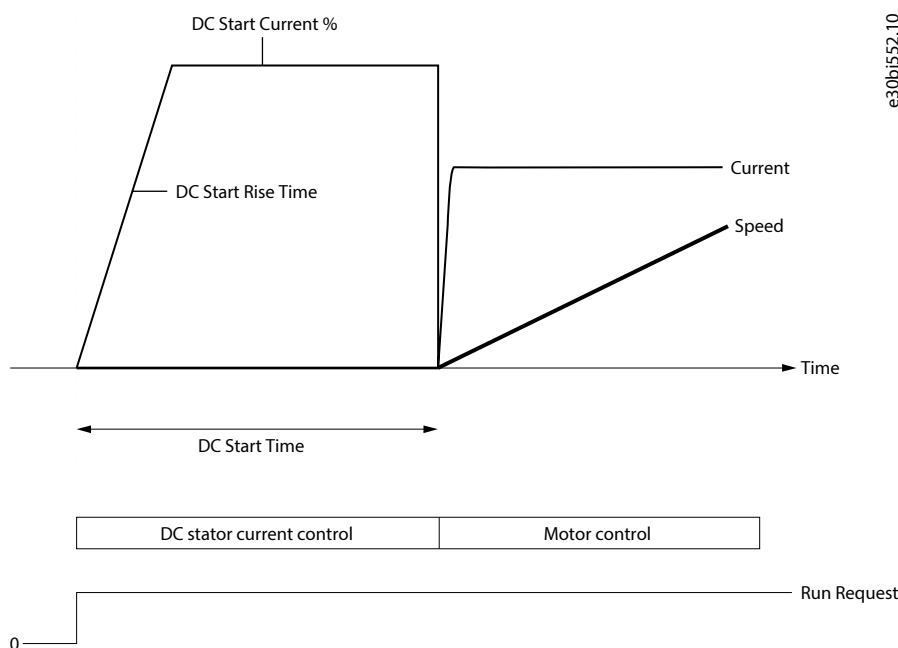 DC Start Current %
e30bi552.10
Current
DC Start Rise Time
Speed
Time
DC Start Time
DC stator current control
Motor control
Run Request
0